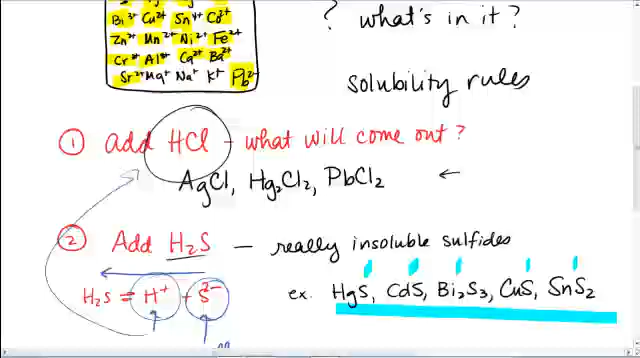 ? what's in it?
Bi³⁺ Cu²⁺ Sn⁴⁺ Co²⁺
Zn²⁺ Mn²⁺ Ni²⁺ Fe²⁺
Cr³⁺ Al³⁺ Ca²⁺ Ba²⁺
Sr²⁺ Mg⁺ Na⁺ K⁺ Pb²⁺
solubility rules
① add HCl - what will come out?
AgCl, Hg₂Cl₂, PbCl₂ ←
② Add H₂S - really insoluble sulfides
H₂S = H⁺ + S²⁻
ex. HgS, CdS, Bi₂S₃, CuS, SnS₂